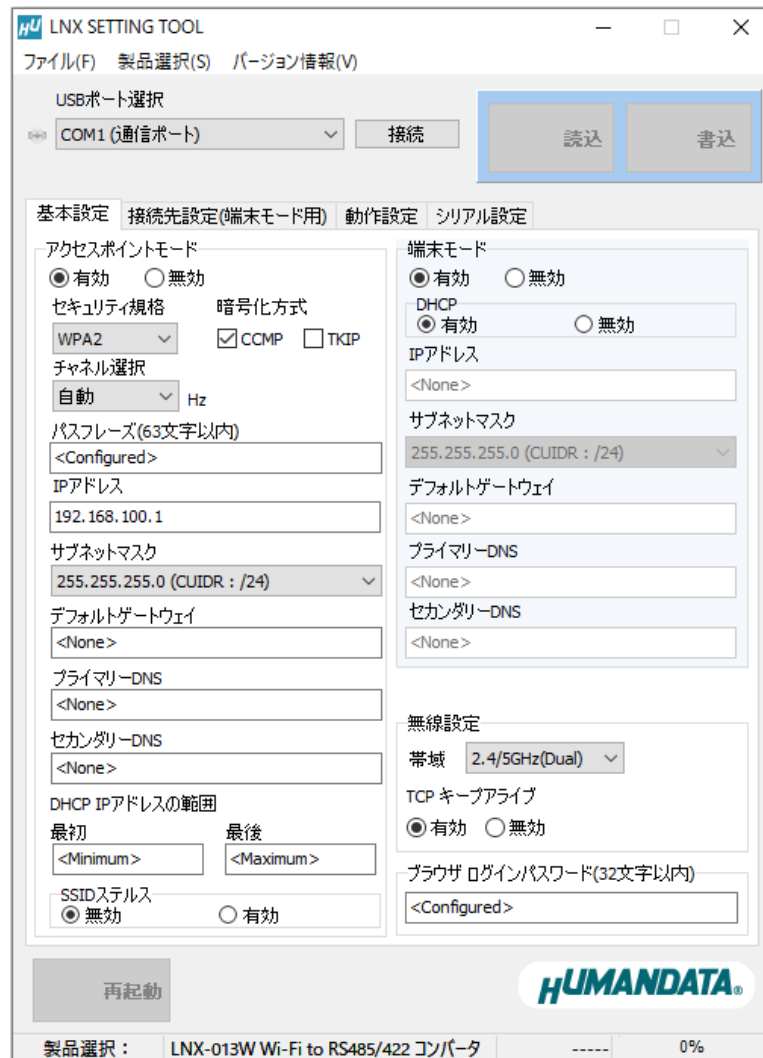 HU LNX SETTING TOOL
ファイル(F) 製品選択(S) バージョン情報(V)
USBポート選択
COM1 (通信ポート) 接続 読込 書込
基本設定 接続先設定(端末モード用) 動作設定 シリアル設定
アクセスポイントモード
有効 無効
セキュリティ規格 暗号化方式
WPA2 CCMP TKIP
チャネル選択
自動 Hz
パスフレーズ(63文字以内)
<Configured>
IPアドレス
192.168.100.1
サブネットマスク
255.255.255.0 (CUIDR : /24)
デフォルトゲートウェイ
<None>
プライマリーDNS
<None>
セカンダリーDNS
<None>
DHCP IPアドレスの範囲
最初 最後
<Minimum> <Maximum>
SSIDステルス
無効 有効
端末モード
有効 無効
DHCP
有効 無効
IPアドレス
<None>
サブネットマスク
255.255.255.0 (CUIDR : /24)
デフォルトゲートウェイ
<None>
プライマリーDNS
<None>
セカンダリーDNS
<None>
無線設定
帯域 2.4/5GHz(Dual)
TCP キープアライブ
有効 無効
ブラウザ ログインパスワード(32文字以内)
<Configured>
再起動
HUMANDATA®
製品選択： LNX-013W Wi-Fi to RS485/422 コンバータ ----- 0%